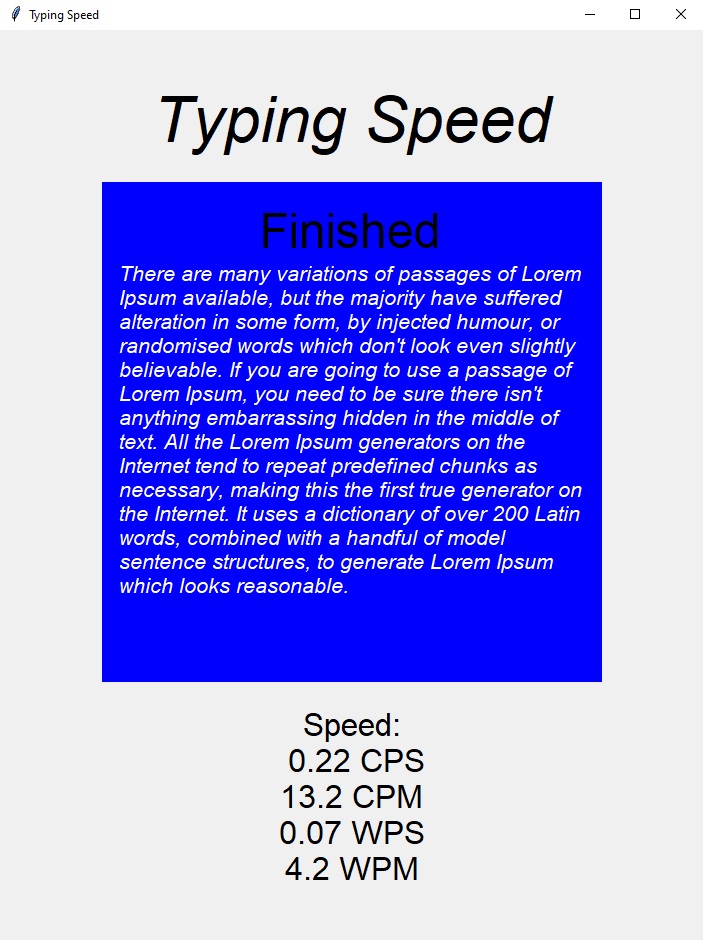 Typing Speed
Typing Speed
Finished
There are many variations of passages of Lorem
Ipsum available, but the majority have suffered
alteration in some form, by injected humour, or
randomised words which don't look even slightly
believable. If you are going to use a passage of
Lorem Ipsum, you need to be sure there isn't
anything embarrassing hidden in the middle of
text. All the Lorem Ipsum generators on the
Internet tend to repeat predefined chunks as
necessary, making this the first true generator on
the Internet. It uses a dictionary of over 200 Latin
words, combined with a handful of model
sentence structures, to generate Lorem Ipsum
which looks reasonable.
Speed:
0.22 CPS
13.2 CPM
0.07 WPS
4.2 WPM